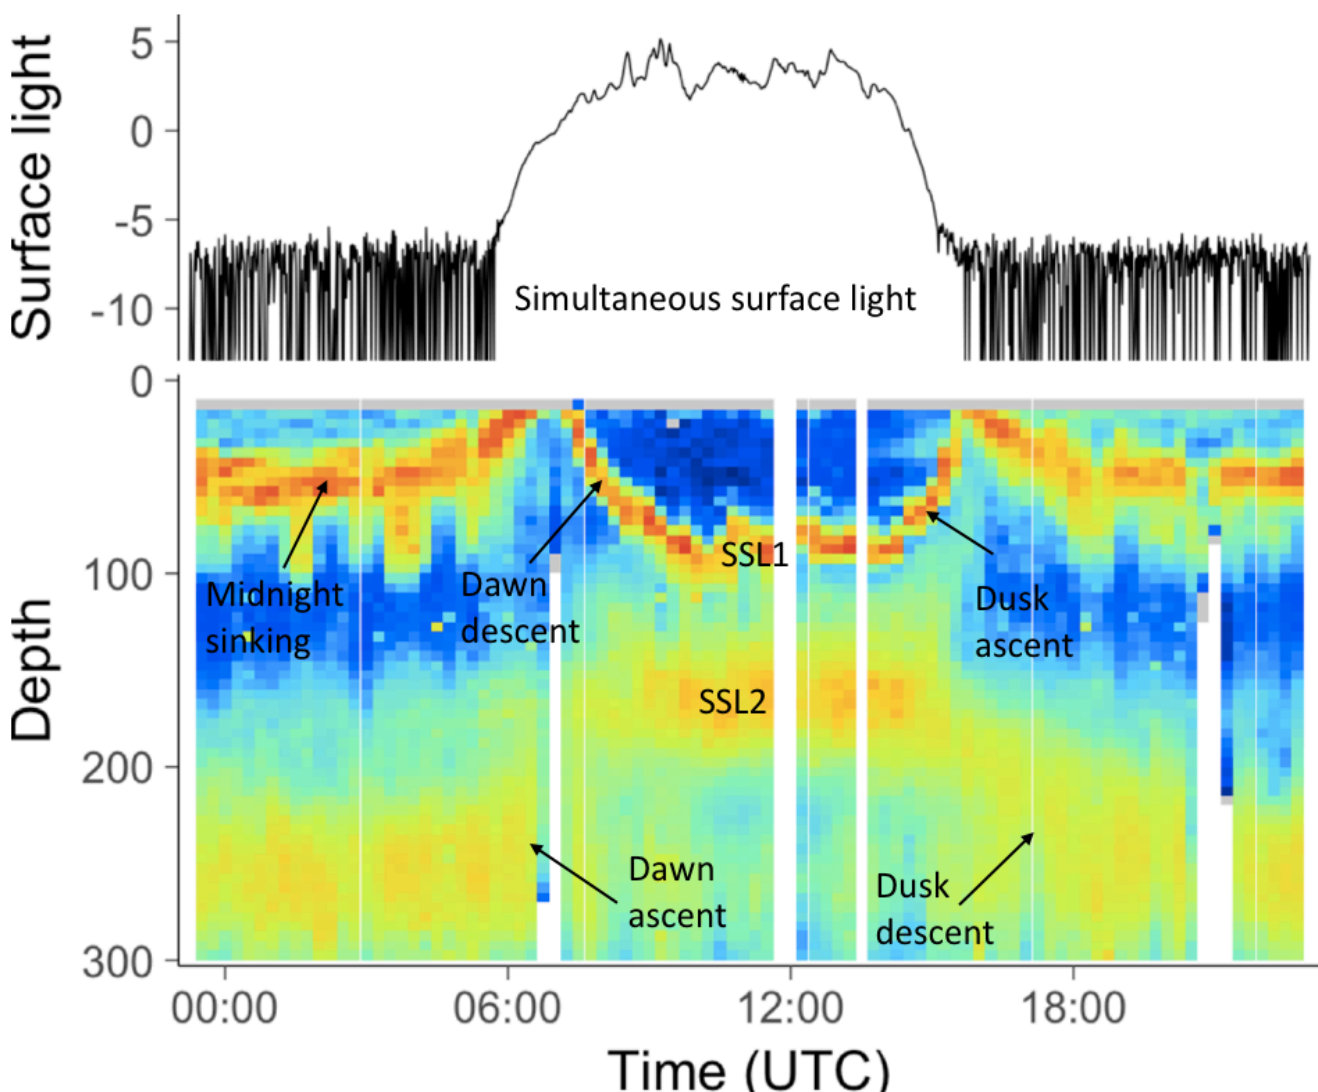 Surface light
5
0
-5
-10
Simultaneous surface light
Depth
0
100
200
300
Midnight
sinking
Dawn
descent
SSL1
Dusk
ascent
SSL2
Dawn
ascent
Dusk
descent
00:00
06:00
12:00
18:00
Time (UTC)